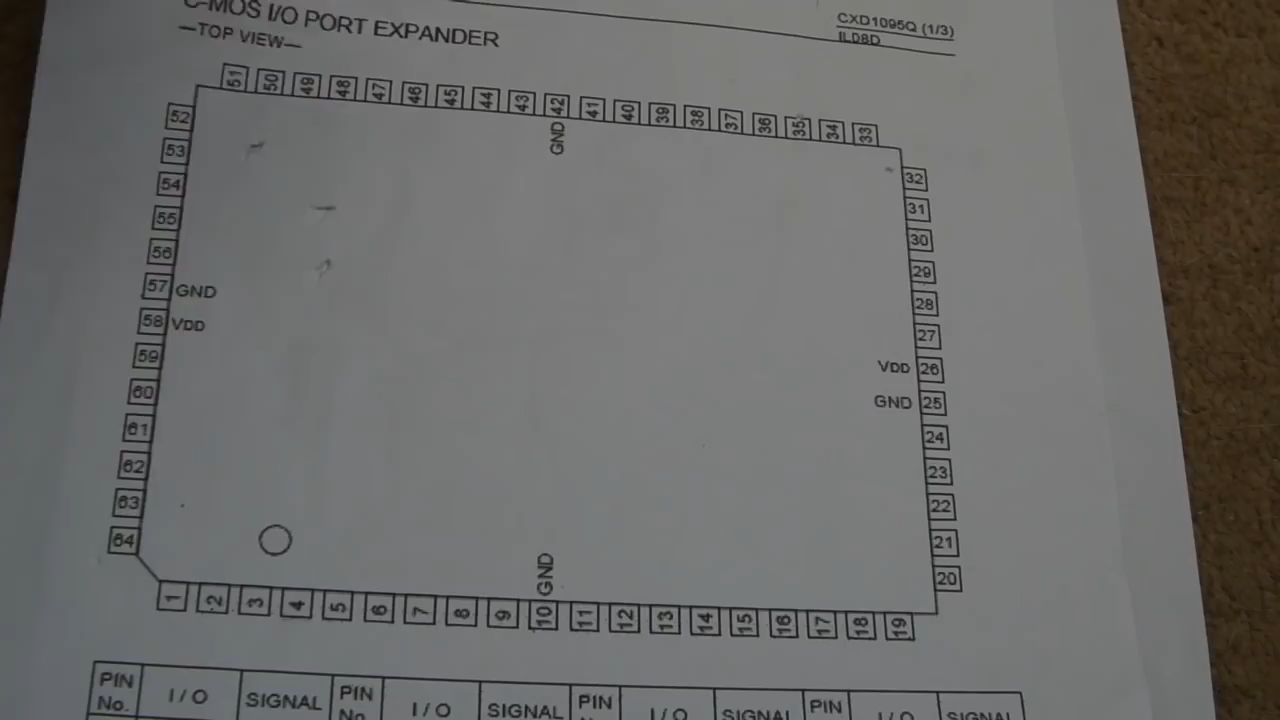 C-MOS I/O PORT EXPANDER
CXD1095Q (1/3)
—TOP VIEW—
ILD8D
51 50 49 48 47 46 45 44 43 42 41 40 39 38 37 36 35 34 33
GND
52
53
54
55
56
57 GND
58 VDD
59
60
61
62
63
64
32
31
30
29
28
27
VDD 26
GND 25
24
23
22
21
20
GND
1 2 3 4 5 6 7 8 9 10 11 12 13 14 15 16 17 18 19
PIN No. I/O SIGNAL PIN No. I/O SIGNAL PIN I/O SIGNAL PIN I/O SIGNAL